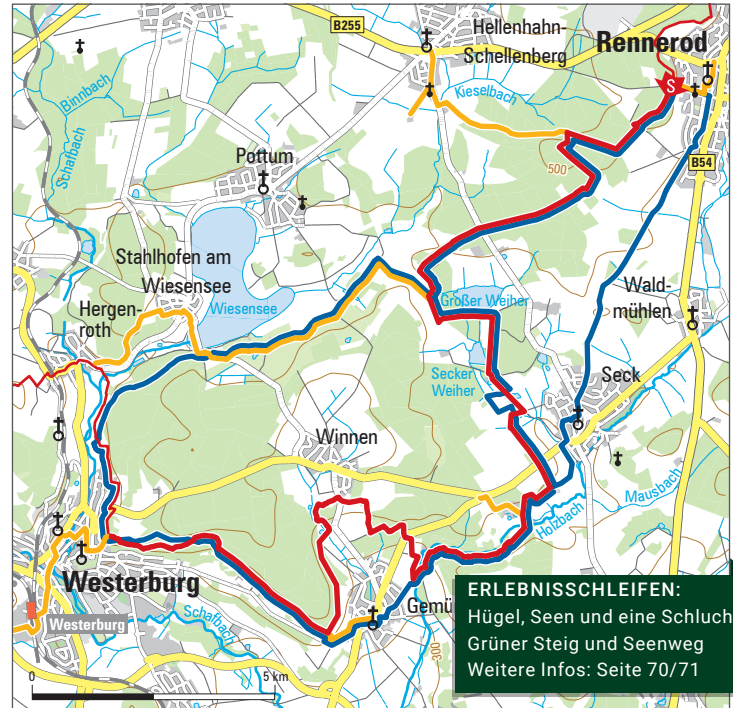 B255
Hellenhahn-
Schellenberg
Rennerod
S
Binnbach
Kieselbach
Schafbach
500
B54
Pottum
Stahlhofen am
Wiesensee
Wiesensee
Hergen-
roth
Großer Weiher
Wald-
mühlen
Secker
Weiher
Seck
Winnen
Mausbach
Holzbach
Westerburg
Westerburg
Schafbach
Gemü
300
0
5 km
ERLEBNISSCHLEIFEN:
Hügel, Seen und eine Schluch
Grüner Steig und Seenweg
Weitere Infos: Seite 70/71